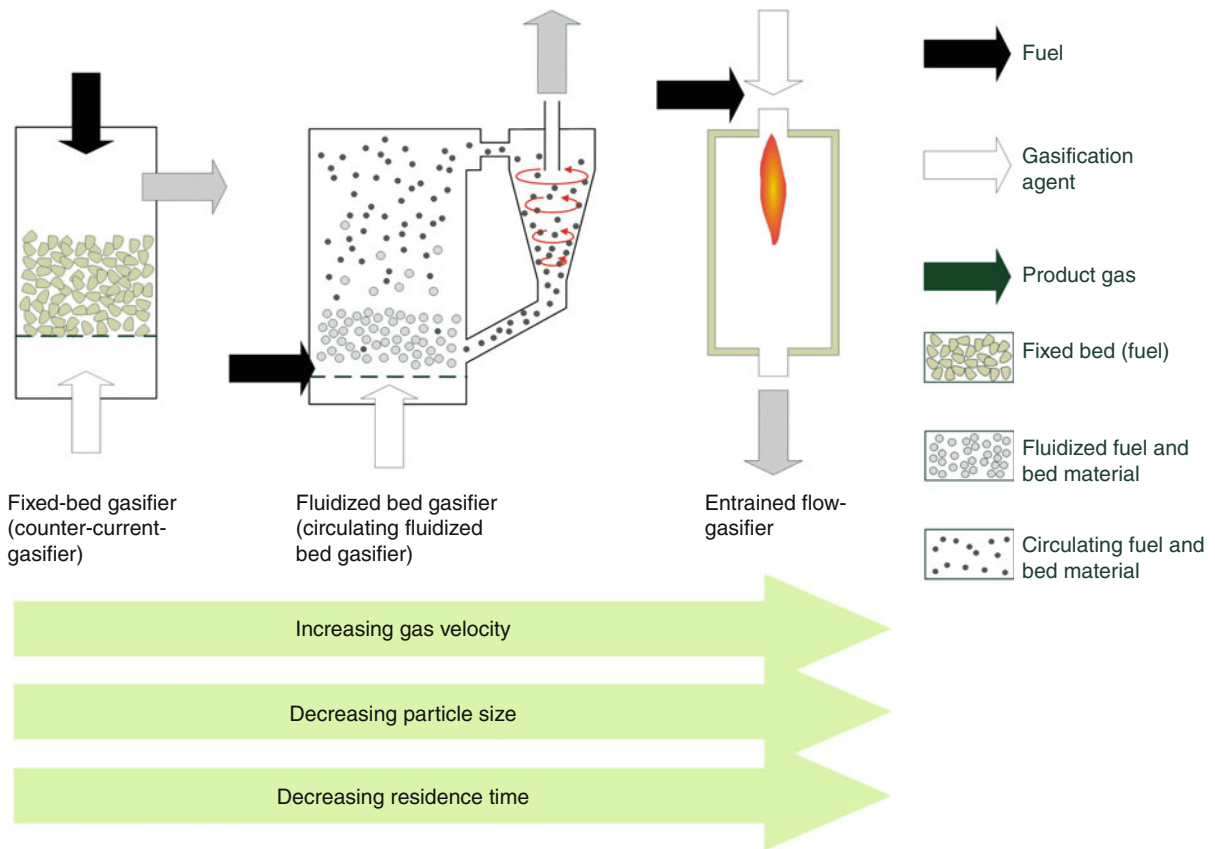 Fuel
Gasification
agent
Product gas
Fixed bed (fuel)
Fluidized fuel and
bed material
Circulating fuel and
bed material
Fixed-bed gasifier
(counter-current-
gasifier)
Fluidized bed gasifier
(circulating fluidized
bed gasifier)
Entrained flow-
gasifier
Increasing gas velocity
Decreasing particle size
Decreasing residence time